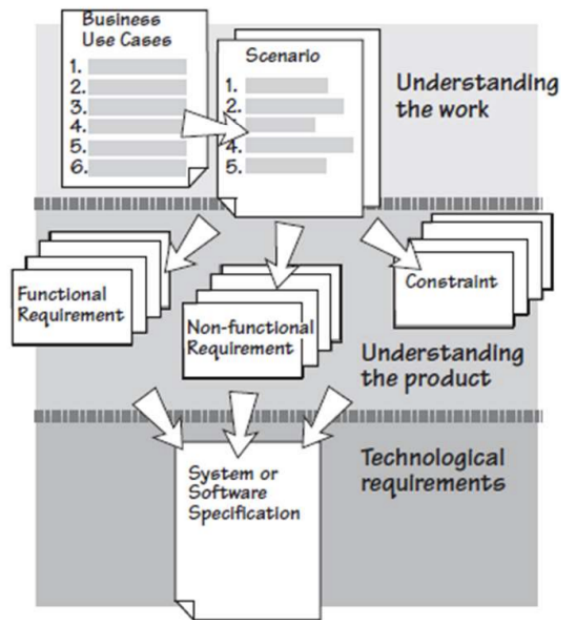 Business
Use Cases
1.
2.
3.
4.
5.
6.
Scenario
1.
2.
4.
5.
Understanding
the work
Functional
Requirement
Non-functional
Requirement
Constraint
Understanding
the product
System or
Software
Specification
Technological
requirements